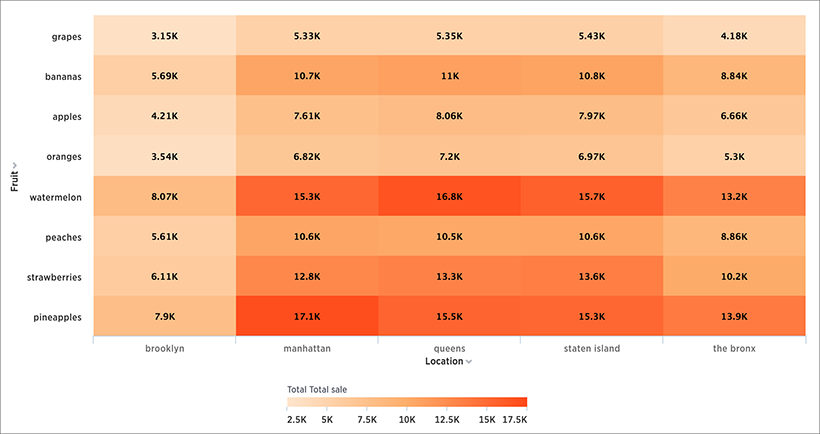 grapes 3.15K 5.33K 5.35K 5.43K 4.18K
bananas 5.69K 10.7K 11K 10.8K 8.84K
apples 4.21K 7.61K 8.06K 7.97K 6.66K
oranges 3.54K 6.82K 7.2K 6.97K 5.3K
Fruit
watermelon 8.07K 15.3K 16.8K 15.7K 13.2K
peaches 5.61K 10.6K 10.5K 10.6K 8.86K
strawberries 6.11K 12.8K 13.3K 13.6K 10.2K
pineapples 7.9K 17.1K 15.5K 15.3K 13.9K
brooklyn manhattan queens staten island the bronx
Location
Total Total sale
2.5K 5K 7.5K 10K 12.5K 15K 17.5K